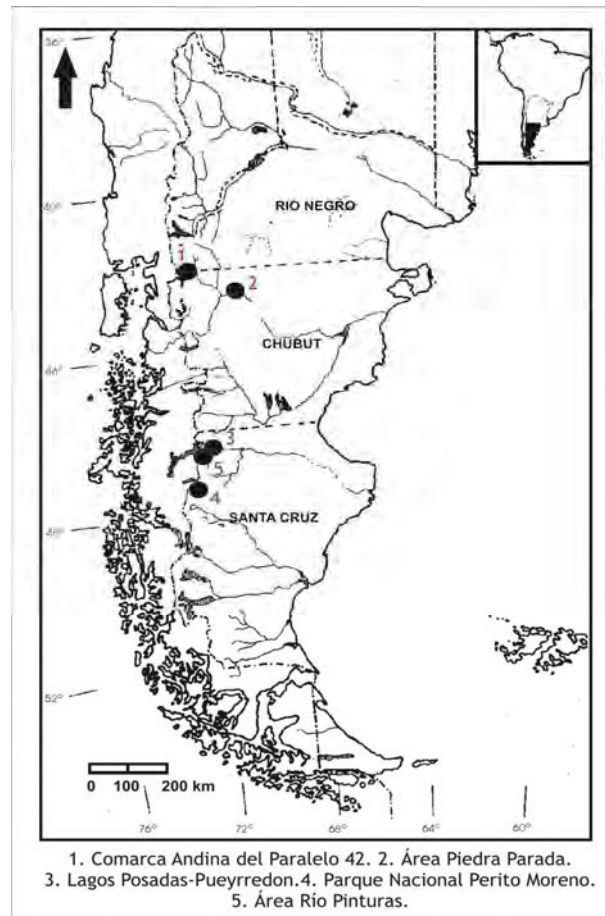 36°
40°
RIO NEGRO
1
2
CHUBUT
44°
3
5
4
SANTA CRUZ
48°
52°
0 100 200 km
76° 72° 68° 64° 60°
1. Comarca Andina del Paralelo 42. 2. Área Piedra Parada.
3. Lagos Posadas-Pueyrredon.4. Parque Nacional Perito Moreno.
5. Área Río Pinturas.